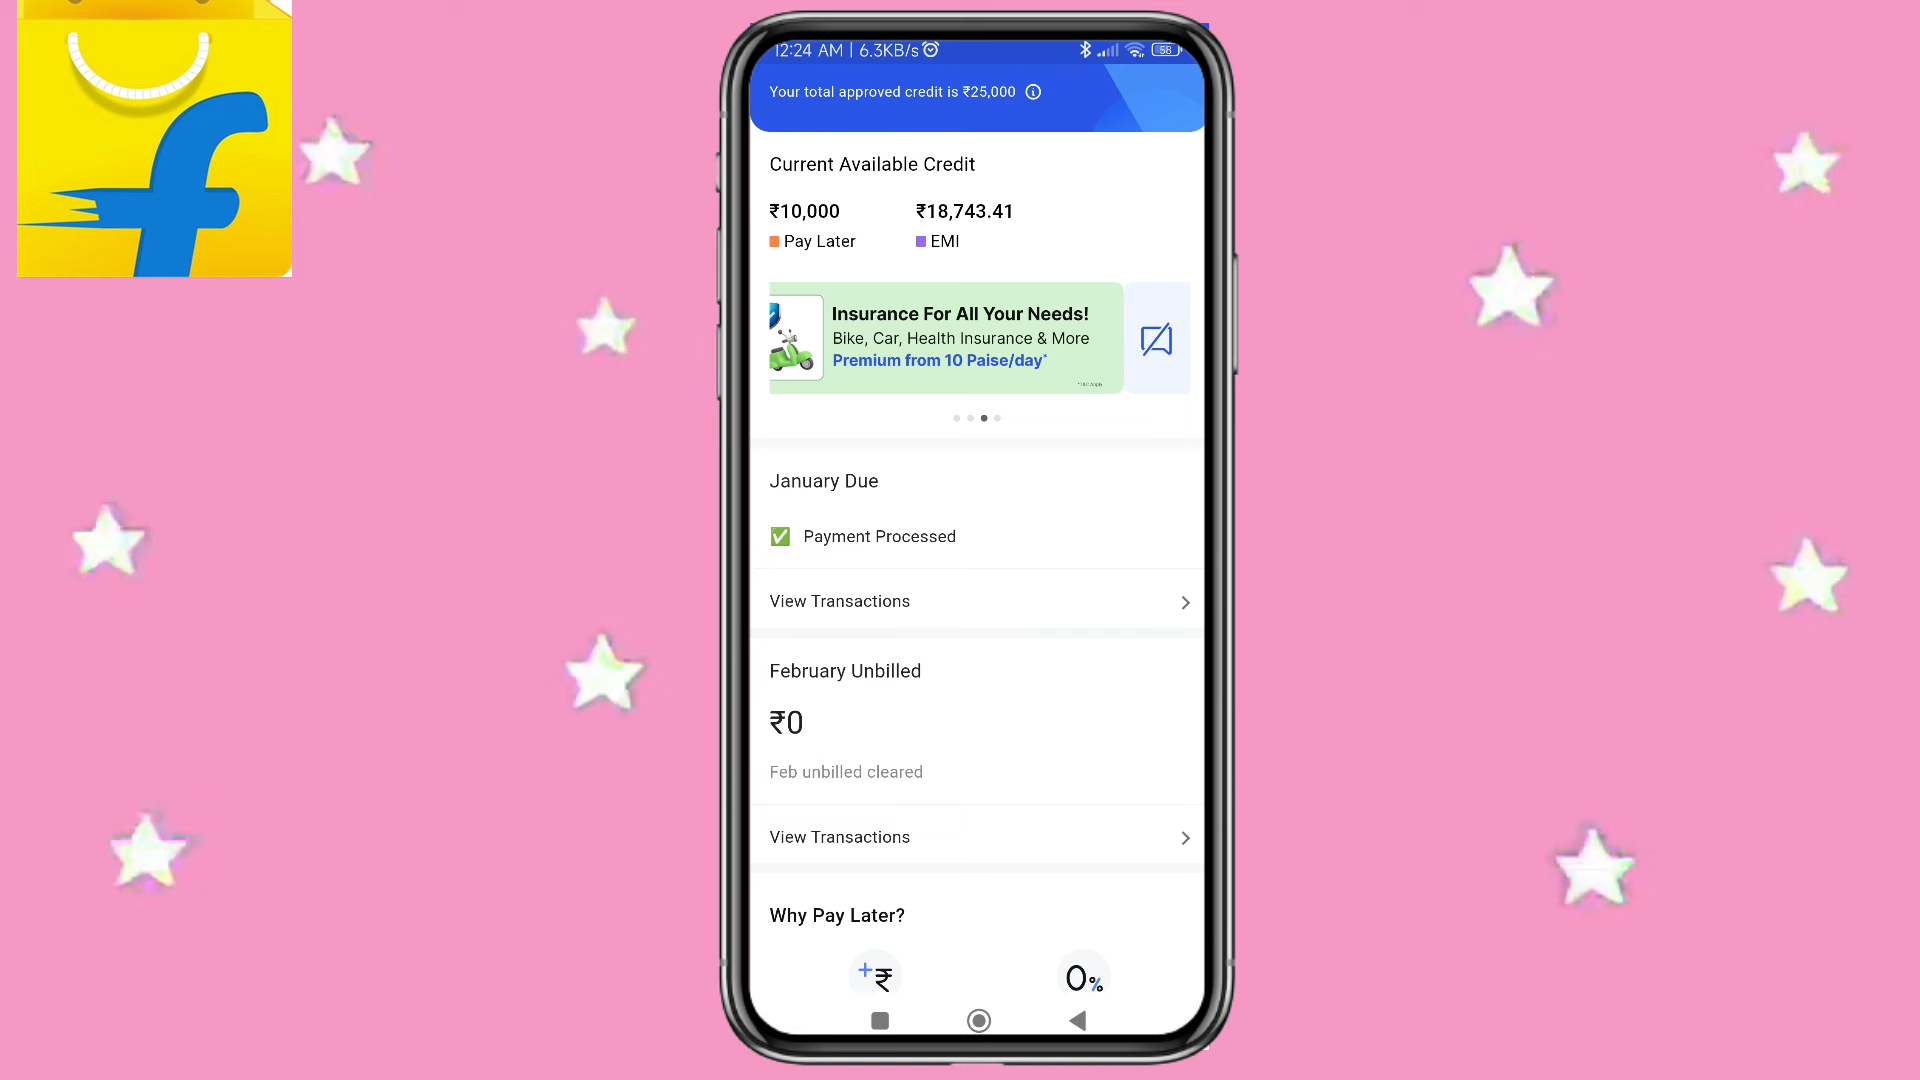 12:24 AM | 6.3KB/s
58
Your total approved credit is ₹25,000
Current Available Credit
₹10,000 ₹18,743.41
Pay Later EMI
Insurance For All Your Needs!
Bike, Car, Health Insurance & More
Premium from 10 Paise/day*
January Due
Payment Processed
View Transactions
February Unbilled
₹0
Feb unbilled cleared
View Transactions
Why Pay Later?
+₹ 0%
f